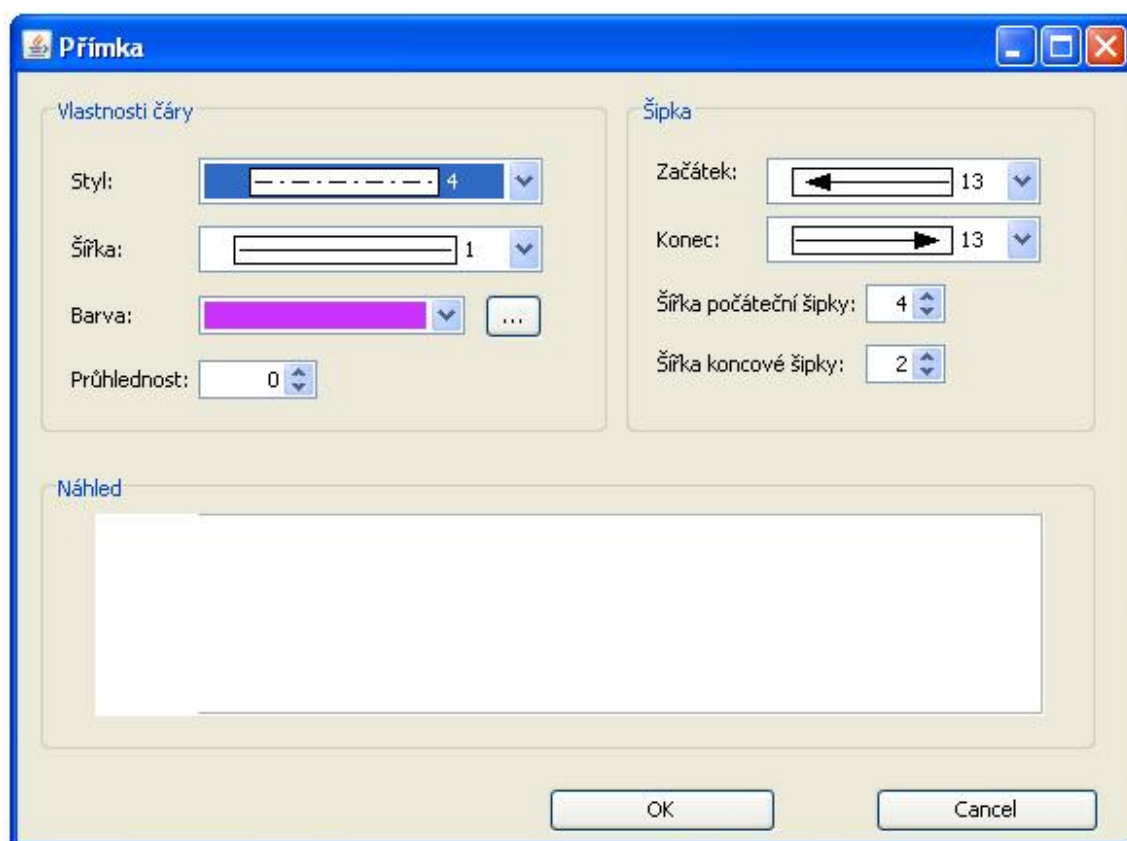 Přímka
Vlastnosti čáry
Styl: 4
Šířka: 1
Barva: ...
Průhlednost: 0
Šipka
Začátek: 13
Konec: 13
Šířka počáteční šipky: 4
Šířka koncové šipky: 2
Náhled
OK
Cancel